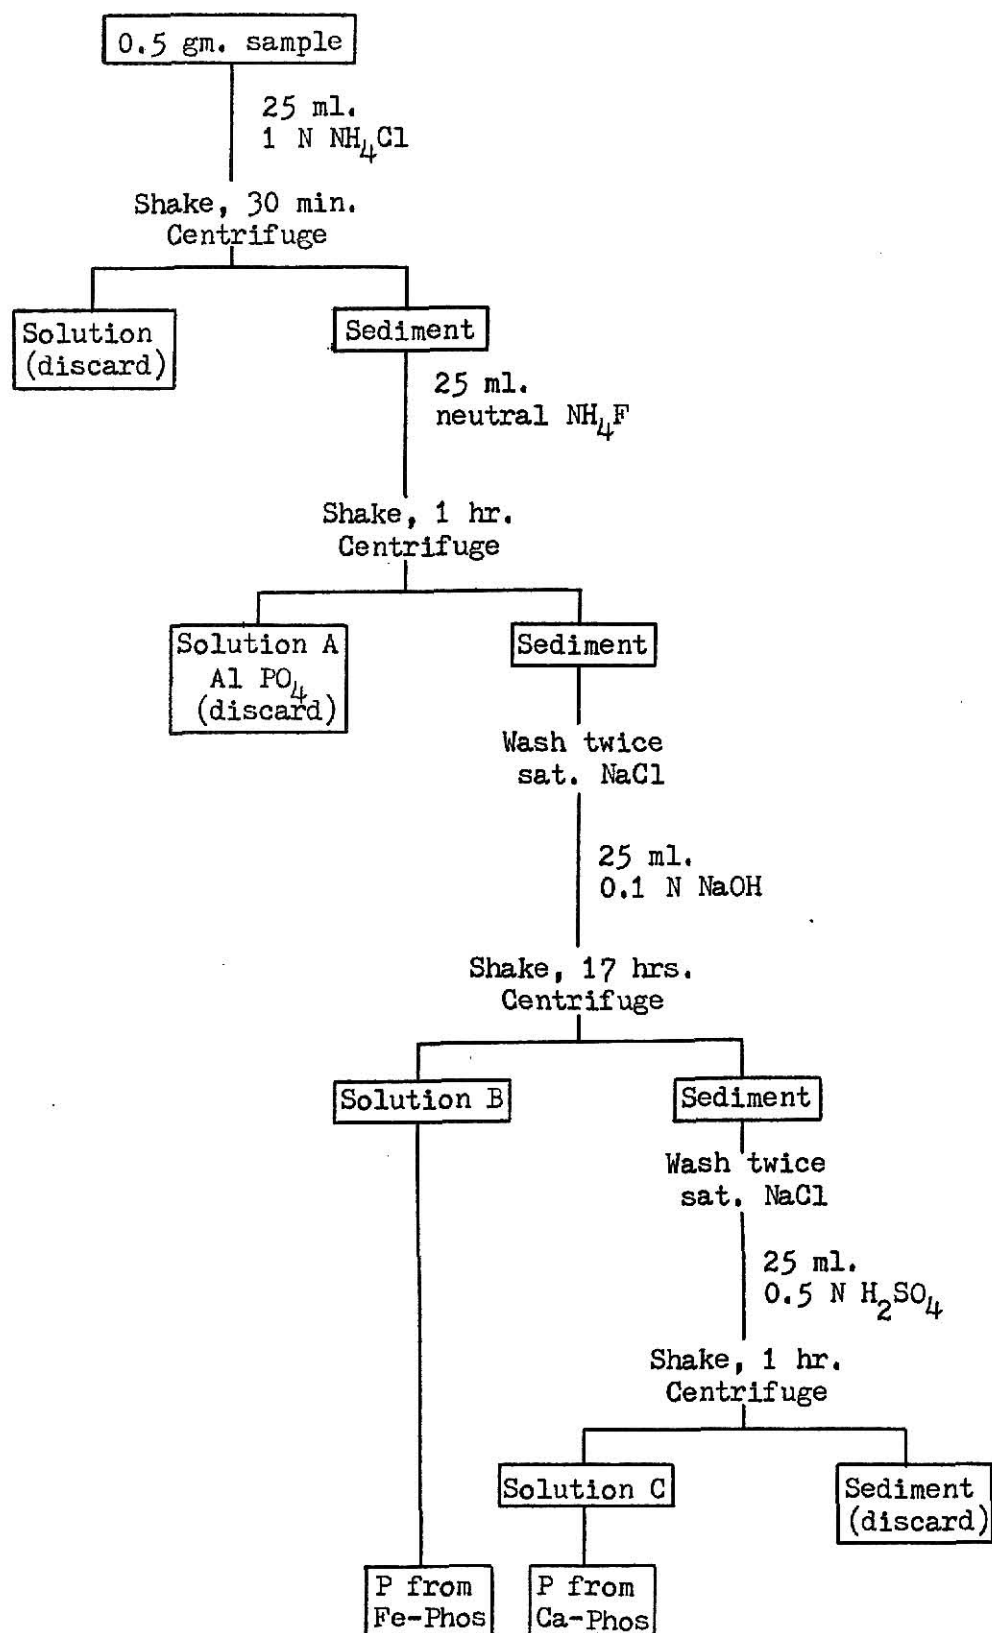 0.5 gm. sample
25 ml.
1 N NH₄Cl
Shake, 30 min.
Centrifuge
Solution
(discard)
Sediment
25 ml.
neutral NH₄F
Shake, 1 hr.
Centrifuge
Solution A
Al PO₄
(discard)
Sediment
Wash twice
sat. NaCl
25 ml.
0.1 N NaOH
Shake, 17 hrs.
Centrifuge
Solution B
Sediment
Wash twice
sat. NaCl
25 ml.
0.5 N H₂SO₄
Shake, 1 hr.
Centrifuge
Solution C
Sediment
(discard)
P from
Fe-Phos
P from
Ca-Phos